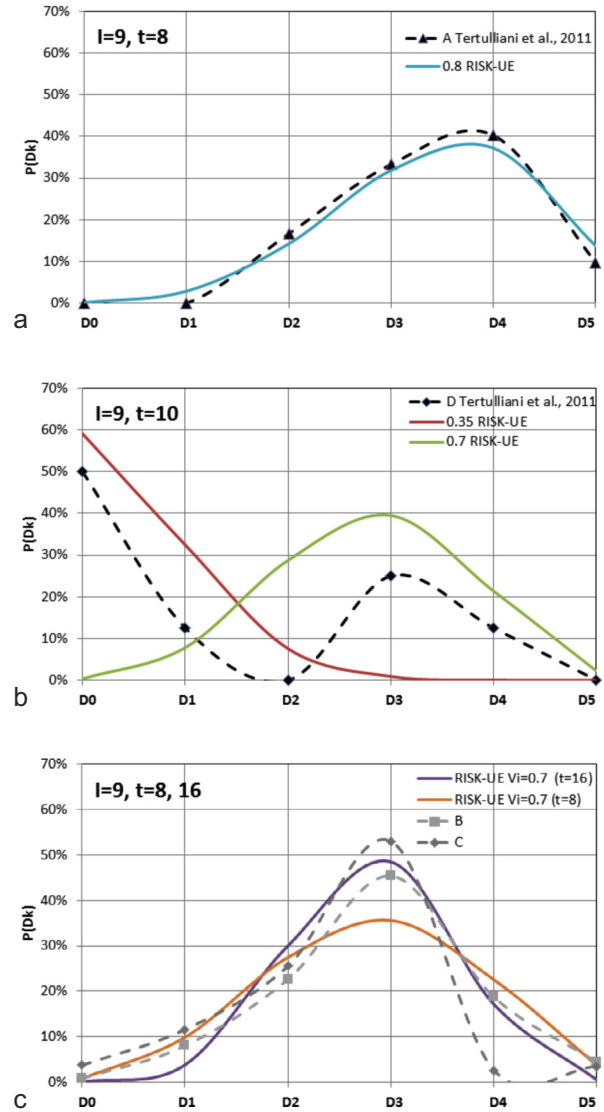 70%
I=9, t=8
A Tertulliani et al., 2011
60%
0.8 RISK-UE
50%
40%
P(Dk)
30%
20%
10%
0%
D0 D1 D2 D3 D4 D5
a
70%
I=9, t=10
D Tertulliani et al., 2011
60%
0.35 RISK-UE
0.7 RISK-UE
50%
40%
P(Dk)
30%
20%
10%
0%
D0 D1 D2 D3 D4 D5
b
70%
I=9, t=8, 16
RISK-UE Vi=0.7 (t=16)
RISK-UE Vi=0.7 (t=8)
60%
B
C
50%
40%
P(Dk)
30%
20%
10%
0%
D0 D1 D2 D3 D4 D5
c